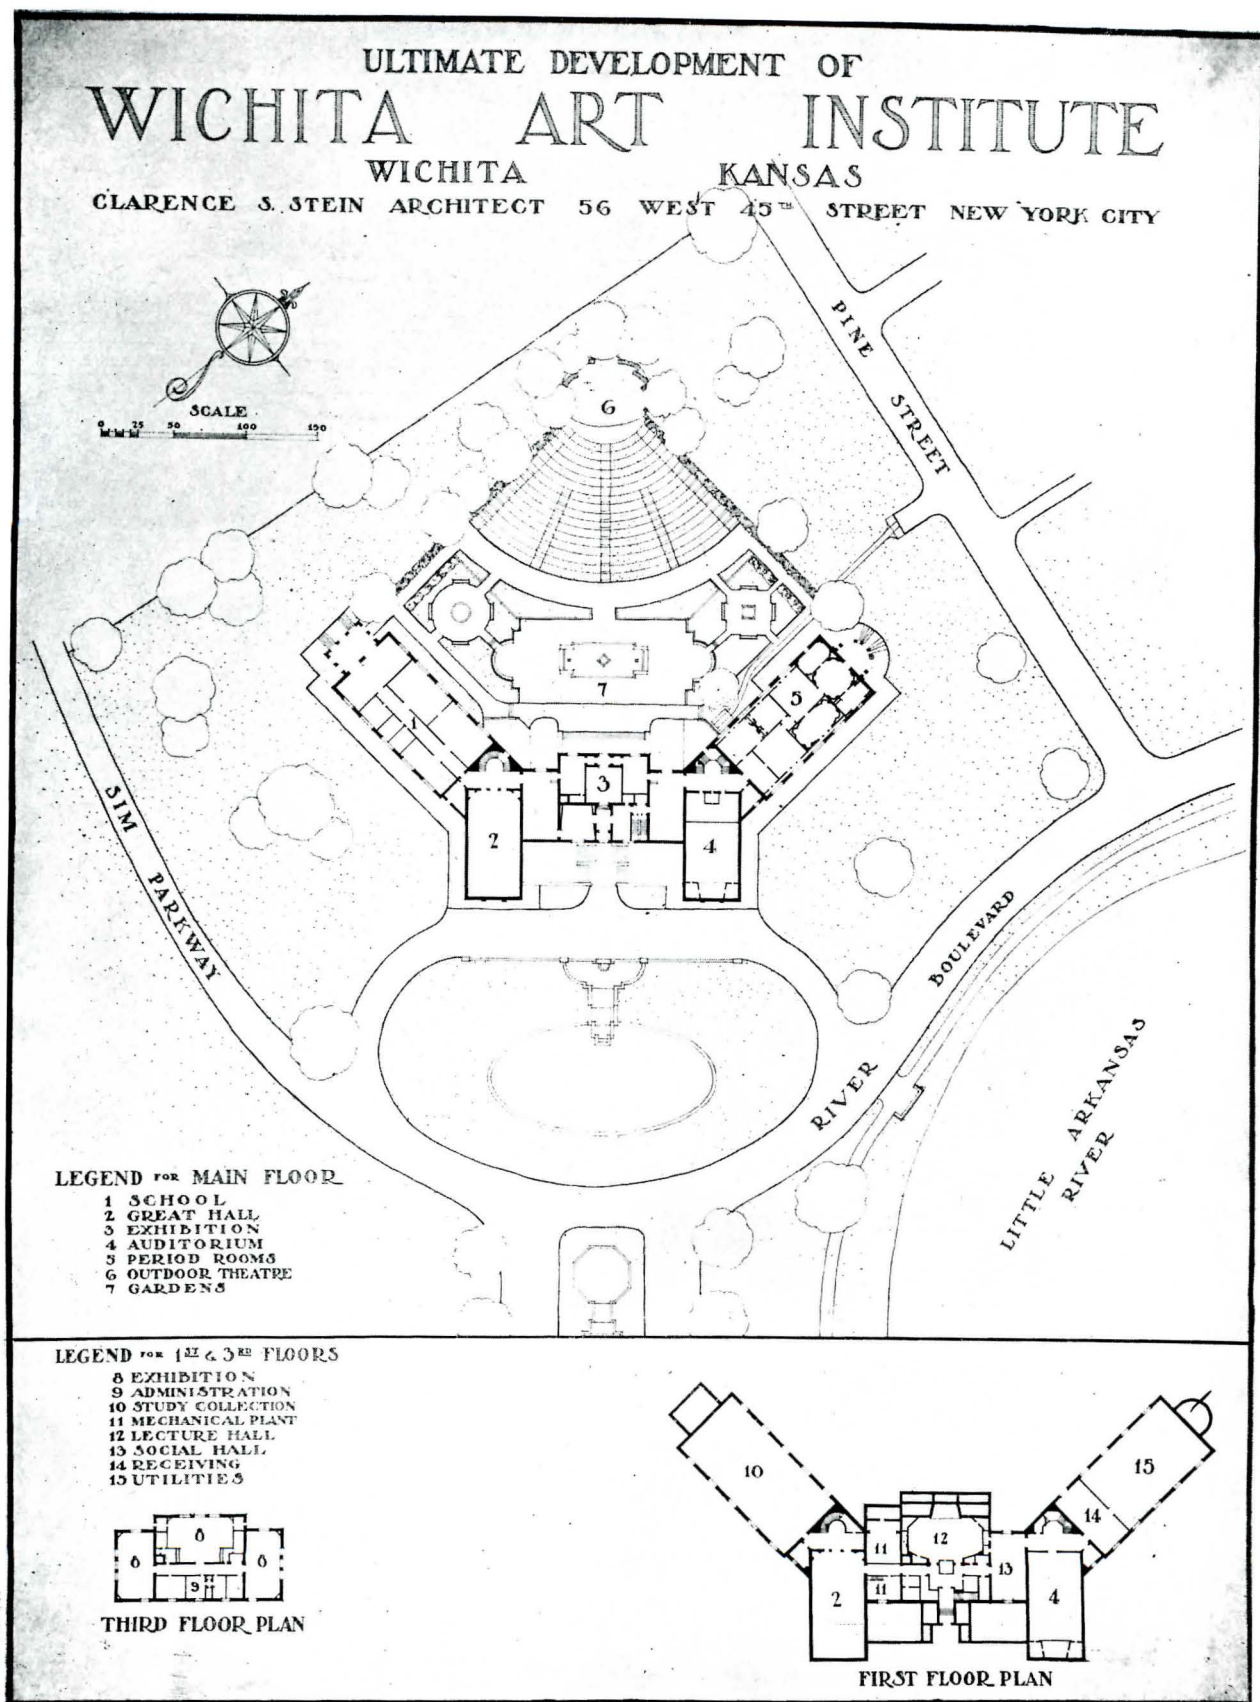 ULTIMATE DEVELOPMENT OF
WICHITA ART INSTITUTE
WICHITA KANSAS
CLARENCE S. STEIN ARCHITECT 56 WEST 45TH STREET NEW YORK CITY
SCALE
0 25 50 100 150
PINE STREET
6
7
1
5
3
2
4
SIM PARKWAY
RIVER BOULEVARD
LITTLE ARKANSAS RIVER
LEGEND FOR MAIN FLOOR
1 SCHOOL
2 GREAT HALL
3 EXHIBITION
4 AUDITORIUM
5 PERIOD ROOMS
6 OUTDOOR THEATRE
7 GARDENS
LEGEND FOR 1ST & 3RD FLOORS
8 EXHIBITION
9 ADMINISTRATION
10 STUDY COLLECTION
11 MECHANICAL PLANT
12 LECTURE HALL
13 SOCIAL HALL
14 RECEIVING
15 UTILITIES
8
8
8
9
THIRD FLOOR PLAN
10
15
14
12
11
13
11
2
4
FIRST FLOOR PLAN